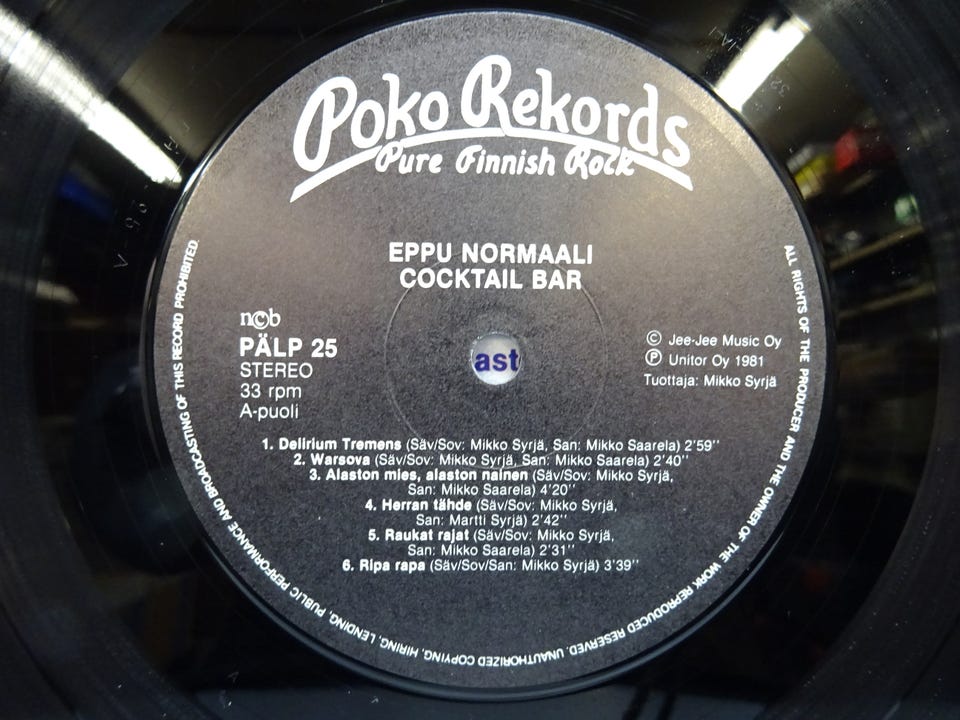 Poko Rekords
Pure Finnish Rock
EPPU NORMAALI
COCKTAIL BAR
ncb
PÄLP 25
STEREO
33 rpm
A-puoli
ast
© Jee-Jee Music Oy
℗ Unitor Oy 1981
Tuottaja: Mikko Syrjä
1. Delirium Tremens (Säv/Sov: Mikko Syrjä, San: Mikko Saarela) 2'59''
2. Warsova (Säv/Sov: Mikko Syrjä, San: Mikko Saarela) 2'40''
3. Alaston mies, alaston nainen (Säv/Sov: Mikko Syrjä,
San: Mikko Saarela) 4'20''
4. Herran tähde (Säv/Sov: Mikko Syrjä,
San: Martti Syrjä) 2'42''
5. Raukat rajat (Säv/Sov: Mikko Syrjä,
San: Mikko Saarela) 2'31''
6. Ripa rapa (Säv/Sov/San: Mikko Syrjä) 3'39''
ALL RIGHTS OF THE PRODUCER AND THE OWNER OF THE WORK REPRODUCED RESERVED. UNAUTHORIZED COPYING, HIRING, LENDING, PUBLIC PERFORMANCE AND BROADCASTING OF THIS RECORD PROHIBITED.